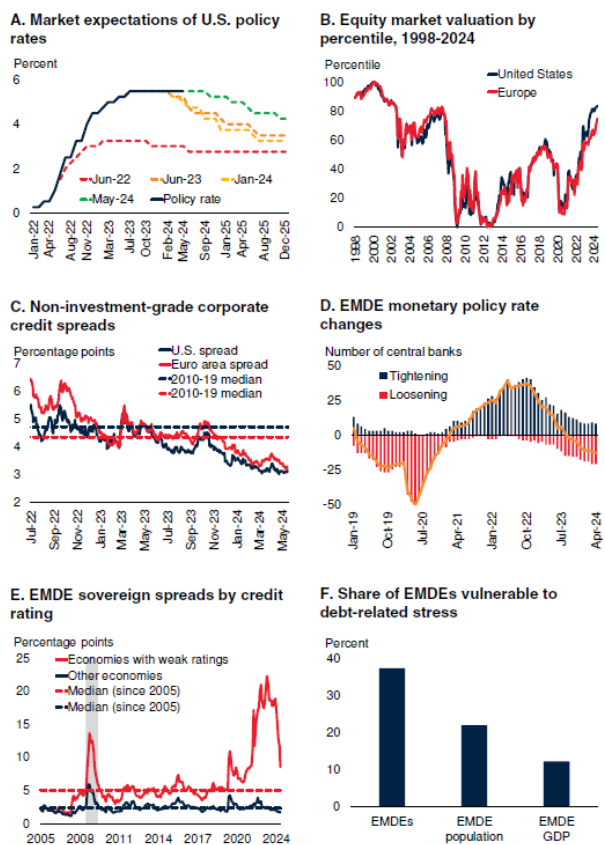 A. Market expectations of U.S. policy
rates
Percent
6
4
2
0
Jun-22
Jun-23
Jan-24
May-24
Policy rate
Jan-22
Apr-22
Aug-22
Nov-22
Mar-23
Jul-23
Oct-23
Feb-24
May-24
Sep-24
Jan-25
Apr-25
Aug-25
Dec-25
B. Equity market valuation by
percentile, 1998-2024
Percentile
100
80
60
40
20
0
United States
Europe
1998
2000
2002
2004
2006
2008
2010
2012
2014
2016
2018
2020
2022
2024
C. Non-investment-grade corporate
credit spreads
Percentage points
7
6
5
4
3
2
U.S. spread
Euro area spread
2010-19 median
2010-19 median
Jul-22
Sep-22
Nov-22
Jan-23
Mar-23
May-23
Jul-23
Sep-23
Nov-23
Jan-24
Mar-24
May-24
D. EMDE monetary policy rate
changes
Number of central banks
50
25
0
-25
-50
Tightening
Loosening
Jan-19
Oct-19
Jul-20
Apr-21
Jan-22
Oct-22
Jul-23
Apr-24
E. EMDE sovereign spreads by credit
rating
Percentage points
25
20
15
10
5
0
Economies with weak ratings
Other economies
Median (since 2005)
Median (since 2005)
2005
2008
2011
2014
2017
2020
2024
F. Share of EMDEs vulnerable to
debt-related stress
Percent
40
30
20
10
0
EMDEs
EMDE
population
EMDE
GDP